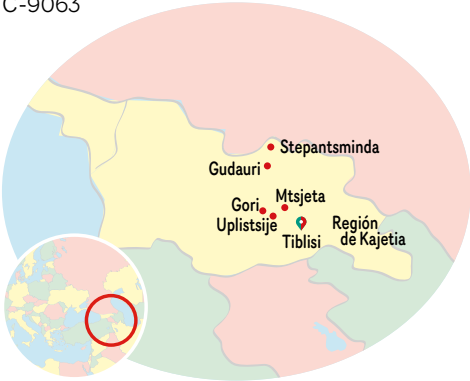 C-9063
Stepantsminda
Gudauri
Mtsjeta
Gori
Uplistsije
Tiblisi
Región
de Kajetia